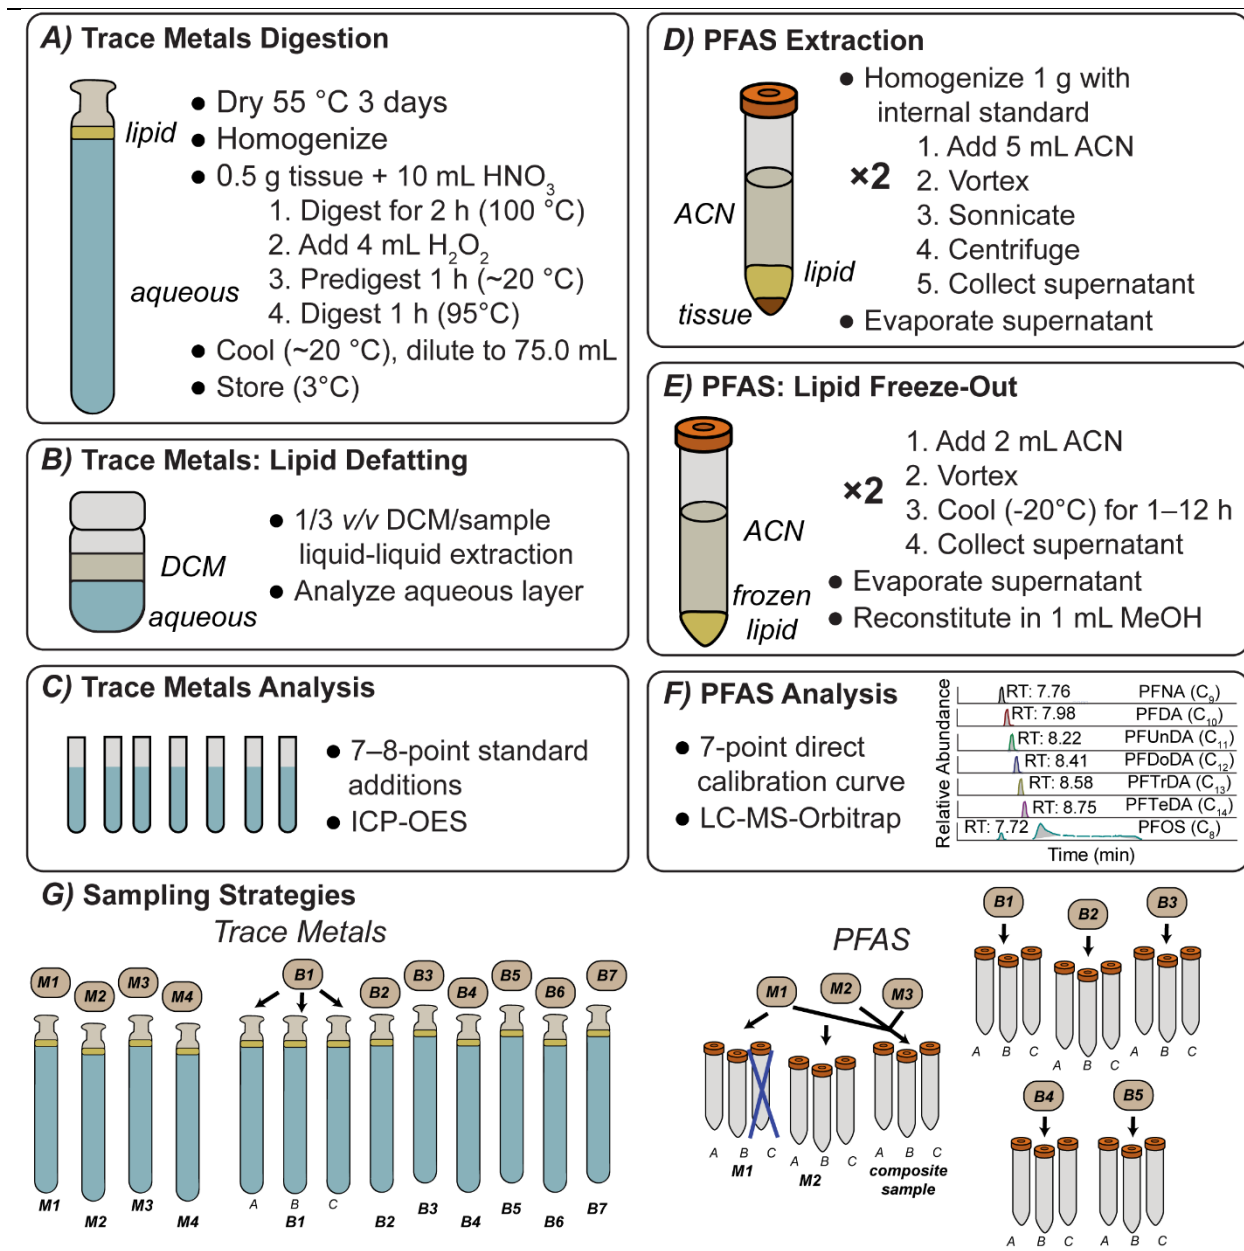 A) Trace Metals Digestion
lipid
aqueous
● Dry 55 °C 3 days
● Homogenize
● 0.5 g tissue + 10 mL HNO₃
1. Digest for 2 h (100 °C)
2. Add 4 mL H₂O₂
3. Predigest 1 h (~20 °C)
4. Digest 1 h (95°C)
● Cool (~20 °C), dilute to 75.0 mL
● Store (3°C)
B) Trace Metals: Lipid Defatting
DCM
aqueous
● 1/3 v/v DCM/sample
liquid-liquid extraction
● Analyze aqueous layer
C) Trace Metals Analysis
● 7–8-point standard
additions
● ICP-OES
D) PFAS Extraction
ACN
lipid
tissue
● Homogenize 1 g with
internal standard
×2
1. Add 5 mL ACN
2. Vortex
3. Sonnicate
4. Centrifuge
5. Collect supernatant
● Evaporate supernatant
E) PFAS: Lipid Freeze-Out
ACN
frozen
lipid
×2
1. Add 2 mL ACN
2. Vortex
3. Cool (-20°C) for 1–12 h
4. Collect supernatant
● Evaporate supernatant
● Reconstitute in 1 mL MeOH
F) PFAS Analysis
● 7-point direct
calibration curve
● LC-MS-Orbitrap
Relative Abundance
RT: 7.76 PFNA (C₉)
RT: 7.98 PFDA (C₁₀)
RT: 8.22 PFUnDA (C₁₁)
RT: 8.41 PFDoDA (C₁₂)
RT: 8.58 PFTrDA (C₁₃)
RT: 8.75 PFTeDA (C₁₄)
RT: 7.72 PFOS (C₈)
Time (min)
G) Sampling Strategies
Trace Metals
M1 M2 M3 M4 B1 B2 B3 B4 B5 B6 B7
A B C
M1 M2 M3 M4 B1 B2 B3 B4 B5 B6 B7
PFAS
M1 M2 M3
A B C A B C A B C
M1 M2 composite
sample
B1 B2 B3
A B C A B C A B C
B4 B5
A B C A B C